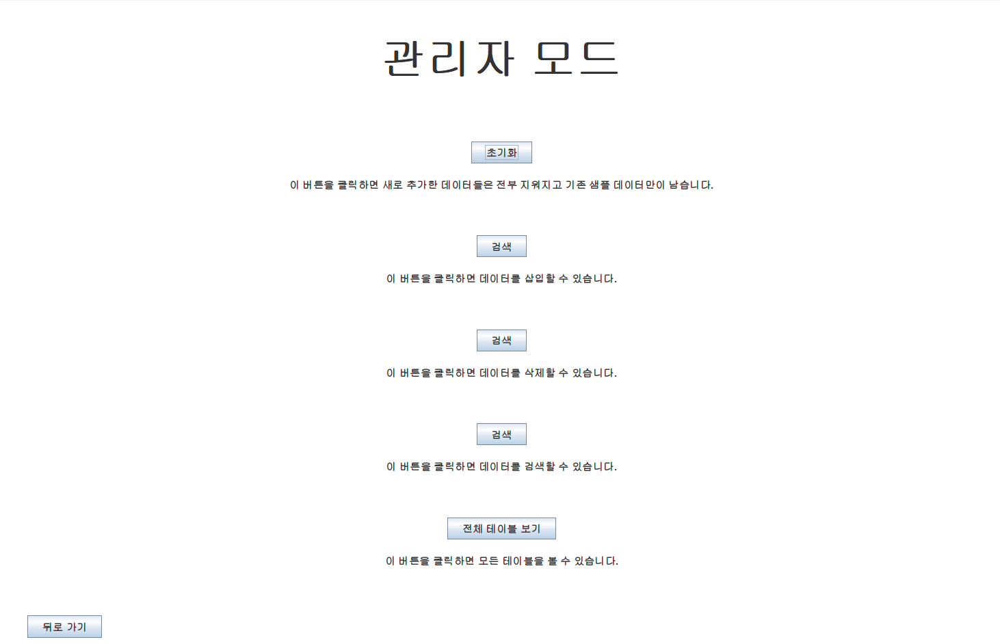 관리자 모드
초기화
이 버튼을 클릭하면 새로 추가한 데이터들은 전부 지워지고 기존 샘플 데이터만이 남습니다.
검색
이 버튼을 클릭하면 데이터를 삽입할 수 있습니다.
검색
이 버튼을 클릭하면 데이터를 삭제할 수 있습니다.
검색
이 버튼을 클릭하면 데이터를 검색할 수 있습니다.
전체 테이블 보기
이 버튼을 클릭하면 모든 테이블을 볼 수 있습니다.
뒤로 가기